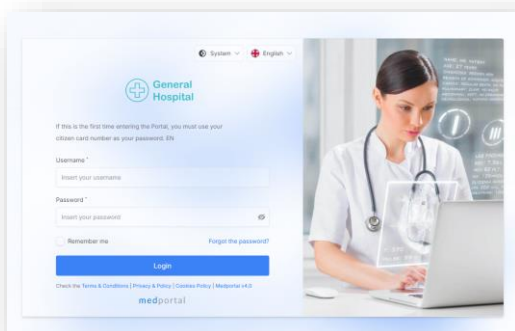 System
English
General
Hospital
If this is the first time entering the Portal, you must use your
citizen card number as your password. EN
Username *
Insert your username
Password *
Insert your password
Remember me
Forgot the password?
Login
Check the Terms & Conditions | Privacy & Policy | Cookies Policy | Medportal v4.0
medportal